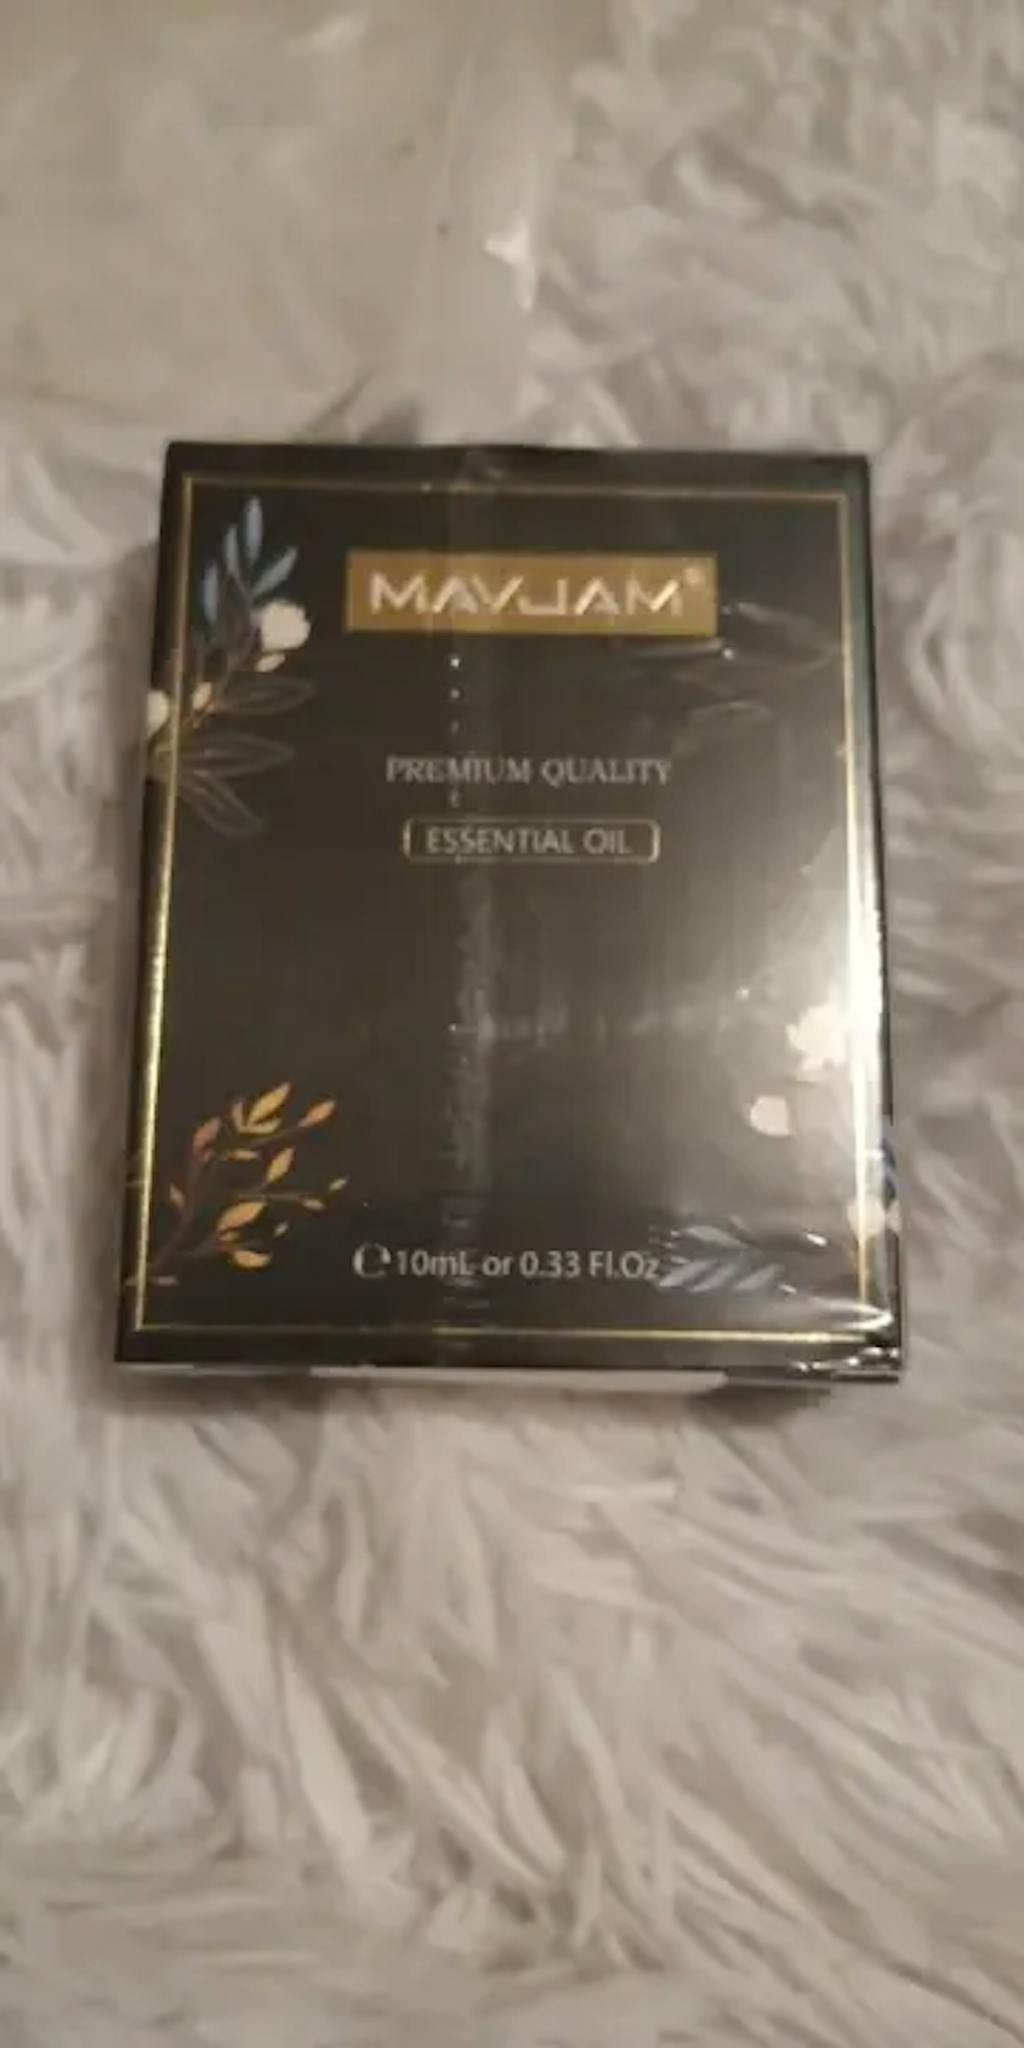 MAVJAM®
PREMIUM QUALITY
ESSENTIAL OIL
℮10mL or 0.33 Fl.Oz